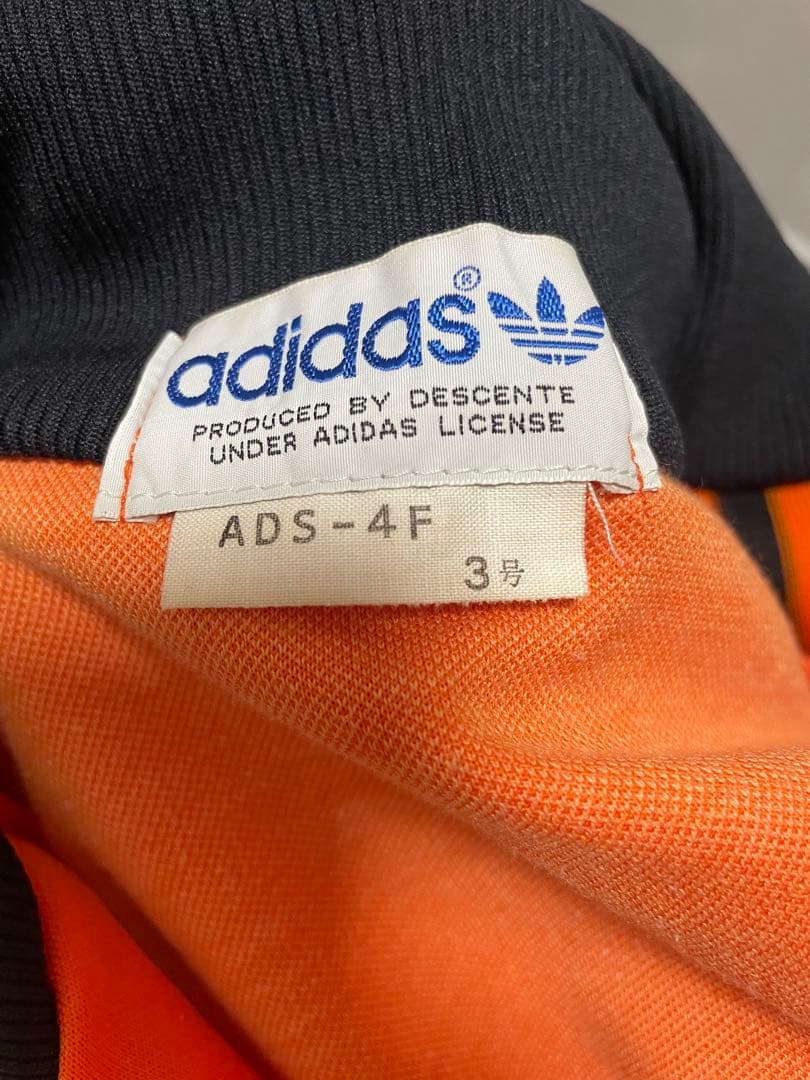 adidas®
PRODUCED BY DESCENTE
UNDER ADIDAS LICENSE
ADS-4F
3号